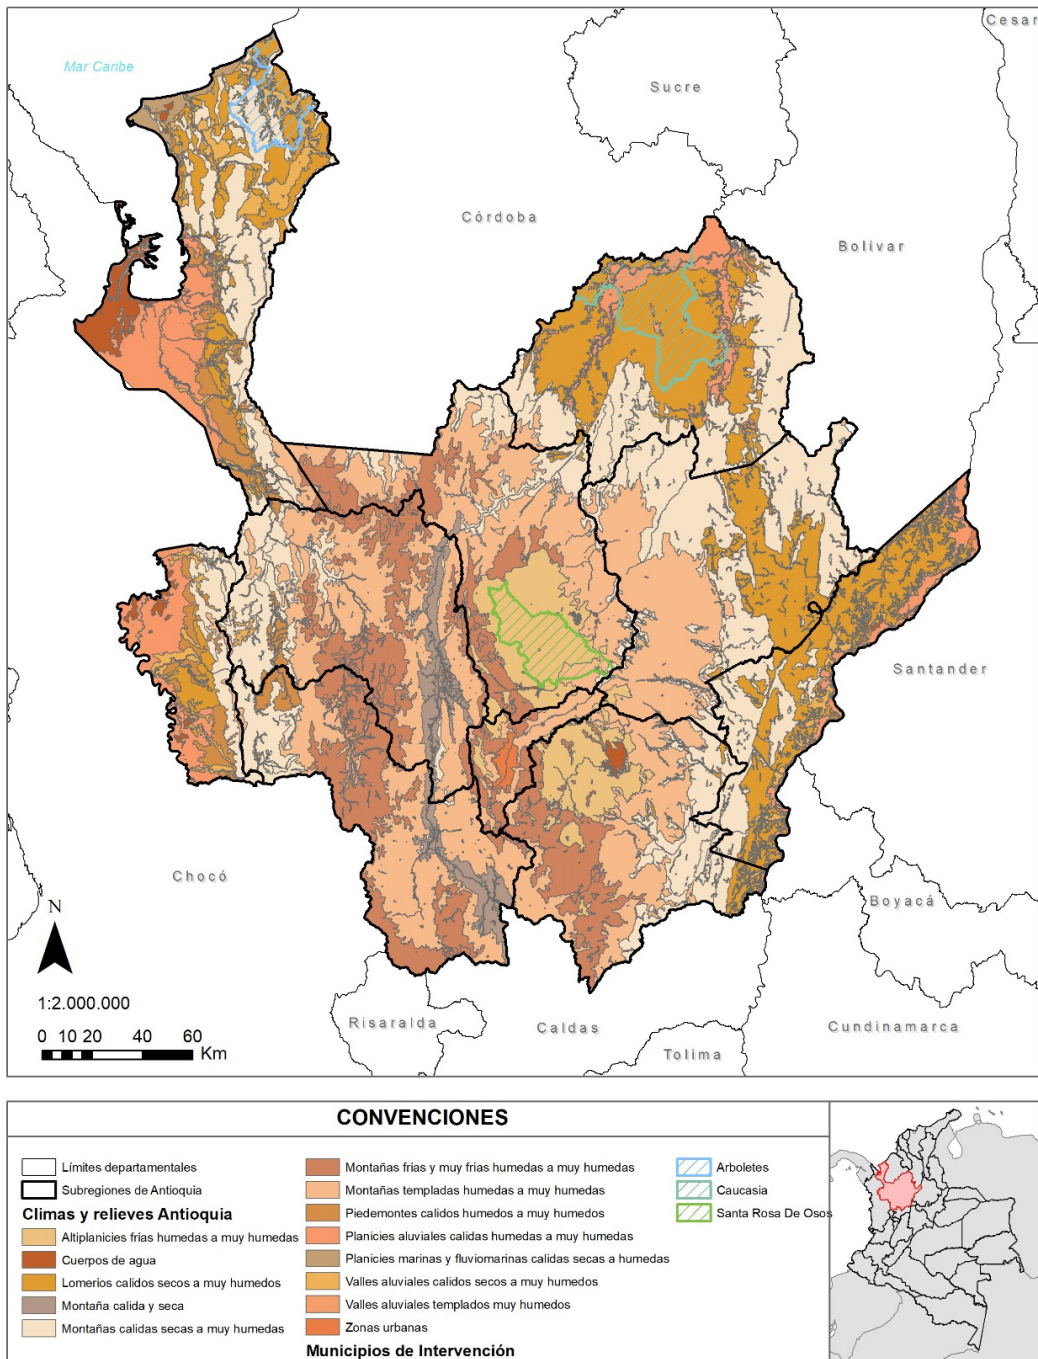 Cesar
Mar Caribe
Sucre
Córdoba
Bolívar
Santander
Chocó
Boyacá
N
1:2.000.000
0 10 20 40 60
Km
Risaralda
Caldas
Cundinamarca
Tolima
CONVENCIONES
Límites departamentales
Subregiones de Antioquia
Climas y relieves Antioquia
Altiplanicies frias humedas a muy humedas
Cuerpos de agua
Lomerios calidos secos a muy humedos
Montaña calida y seca
Montañas calidas secas a muy humedas
Montañas frias y muy frias humedas a muy humedas
Montañas templadas humedas a muy humedas
Piedemontes calidos humedos a muy humedos
Planicies aluviales calidas humedas a muy humedas
Planicies marinas y fluviomarinas calidas secas a humedas
Valles aluviales calidos secos a muy humedos
Valles aluviales templados muy humedos
Zonas urbanas
Municipios de Intervención
Arboletes
Caucasia
Santa Rosa De Osos